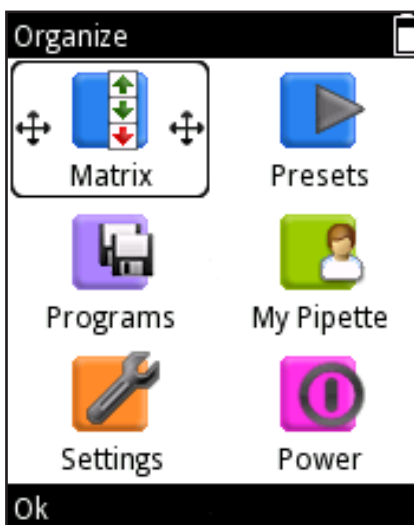 Organize
Matrix Presets
Programs My Pipette
Settings Power
Ok